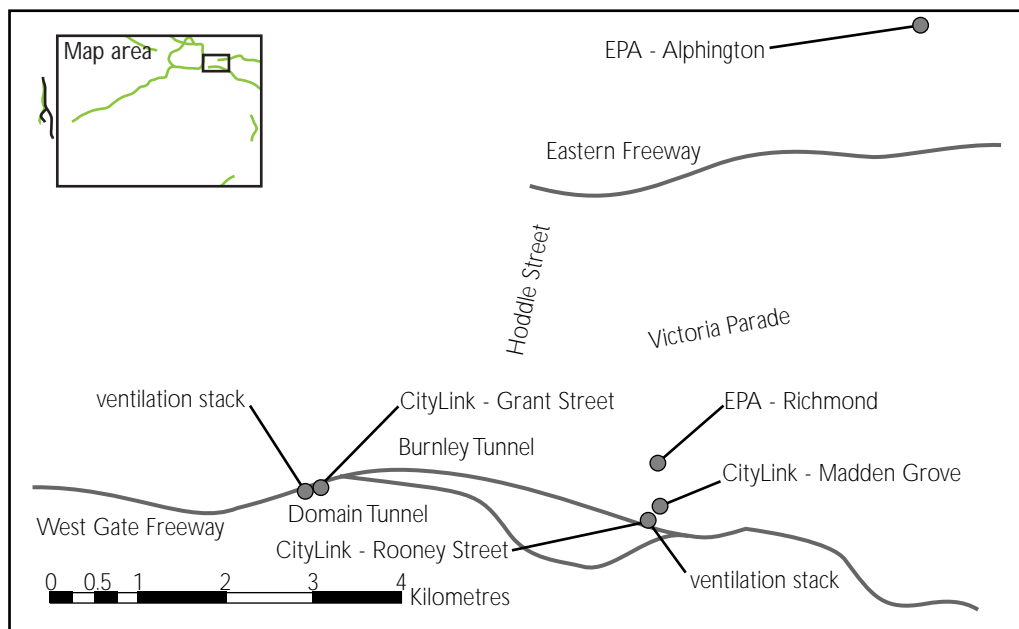 Map area
EPA - Alphington
Eastern Freeway
Hoddle Street
Victoria Parade
ventilation stack
CityLink - Grant Street
EPA - Richmond
Burnley Tunnel
CityLink - Madden Grove
Domain Tunnel
West Gate Freeway
CityLink - Rooney Street
ventilation stack
0 0.5 1 2 3 4
Kilometres